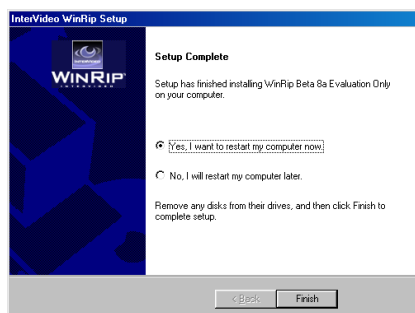 InterVideo WinRip Setup
WINRIP
INTERVIDEO
Setup Complete
Setup has finished installing WinRip Beta 8a Evaluation Only
on your computer.
Yes, I want to restart my computer now.
No, I will restart my computer later.
Remove any disks from their drives, and then click Finish to
complete setup.
< Back
Finish